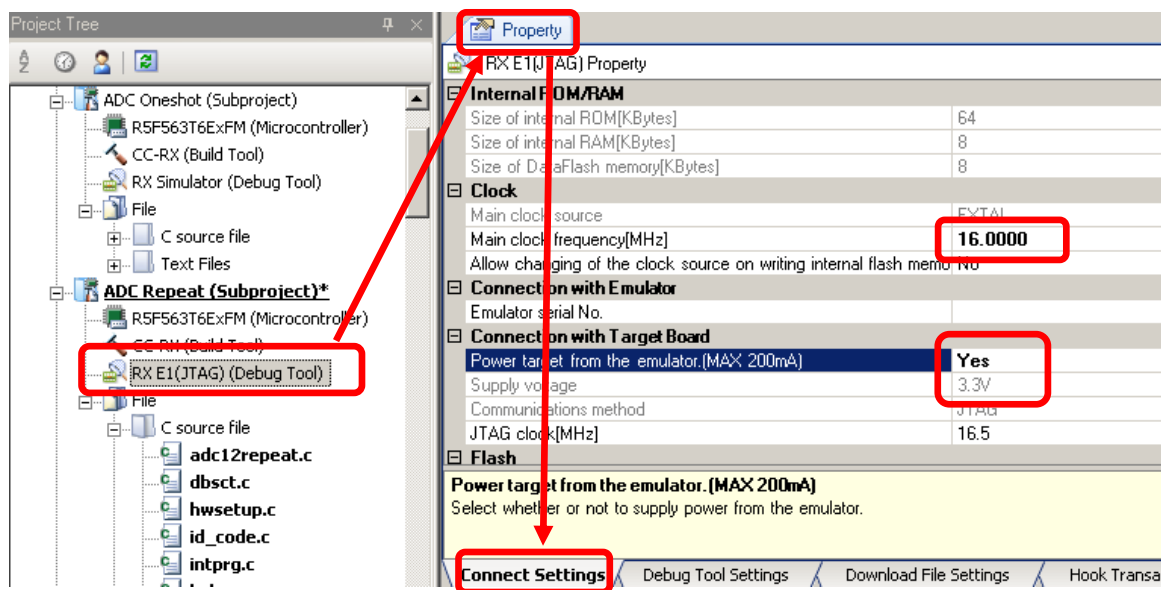 Project Tree
ADC Oneshot (Subproject)
R5F563T6ExFM (Microcontroller)
CC-RX (Build Tool)
RX Simulator (Debug Tool)
File
C source file
Text Files
ADC Repeat (Subproject)*
R5F563T6ExFM (Microcontroller)
CC-RX (Build Tool)
RX E1(JTAG) (Debug Tool)
File
C source file
adc12repeat.c
dbsct.c
hwsetup.c
id_code.c
intprg.c
Property
RX E1(JTAG) Property
Internal ROM/RAM
Size of internal ROM[KBytes] 64
Size of internal RAM[KBytes] 8
Size of DataFlash memory[KBytes] 8
Clock
Main clock source EXTAL
Main clock frequency[MHz] 16.0000
Allow changing of the clock source on writing internal flash memo No
Connection with Emulator
Emulator serial No.
Connection with Target Board
Power target from the emulator.(MAX 200mA) Yes
Supply voltage 3.3V
Communications method JTAG
JTAG clock[MHz] 16.5
Flash
Power target from the emulator.(MAX 200mA)
Select whether or not to supply power from the emulator.
Connect Settings Debug Tool Settings Download File Settings Hook Transa